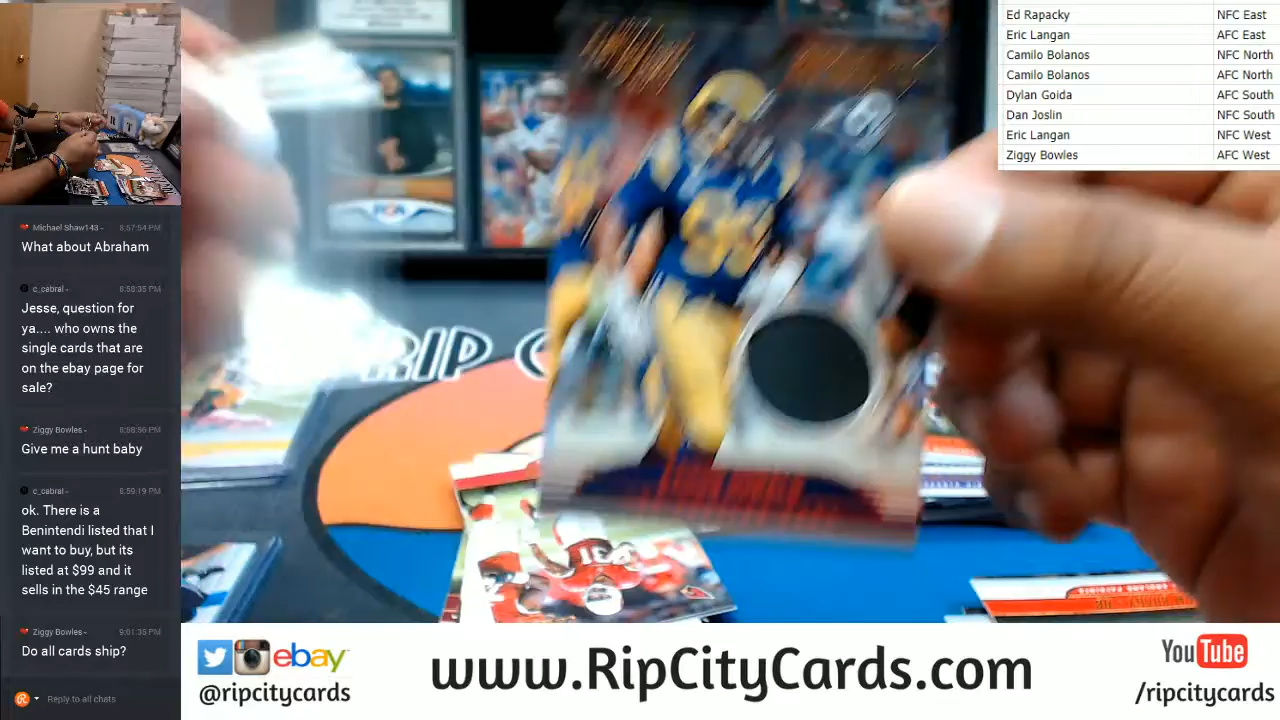 Ed Rapacky NFC East
Eric Langan AFC East
Camilo Bolanos NFC North
Camilo Bolanos AFC North
Dylan Goida AFC South
Dan Joslin NFC South
Eric Langan NFC West
Ziggy Bowles AFC West
Michael Shaw143 - 8:57:54 PM
What about Abraham
c_cabral - 8:58:35 PM
Jesse, question for
ya.... who owns the
single cards that are
on the ebay page for
sale?
Ziggy Bowles - 8:58:56 PM
Give me a hunt baby
c_cabral - 8:59:19 PM
ok. There is a
Benintendi listed that I
want to buy, but its
listed at $99 and it
sells in the $45 range
Ziggy Bowles - 9:01:35 PM
Do all cards ship?
Reply to all chats
RIP C
ebay
@ripcitycards
www.RipCityCards.com
YouTube
/ripcitycards